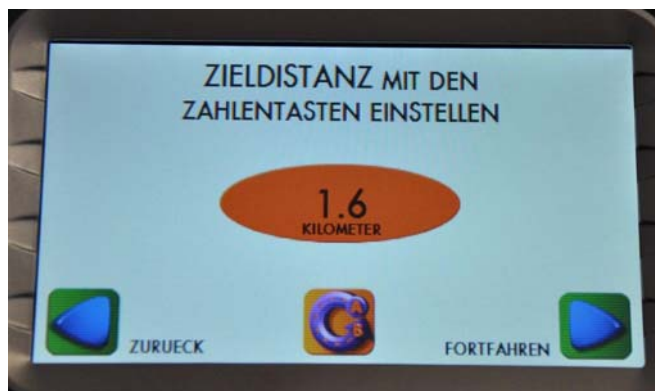 ZIELDISTANZ MIT DEN
ZAHLENTASTEN EINSTELLEN
1.6
KILOMETER
A
B
ZURUECK
FORTFAHREN